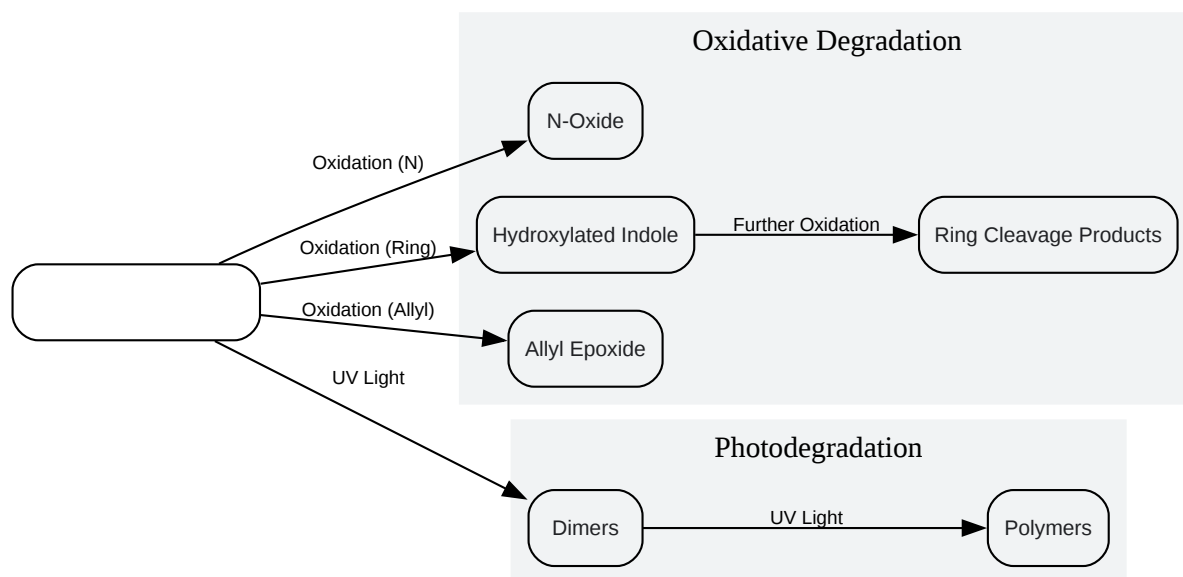 Oxidative Degradation
N-Oxide
Oxidation (N)
Oxidation (Ring)
Hydroxylated Indole
Further Oxidation
Ring Cleavage Products
Oxidation (Allyl)
Allyl Epoxide
UV Light
Photodegradation
Dimers
UV Light
Polymers